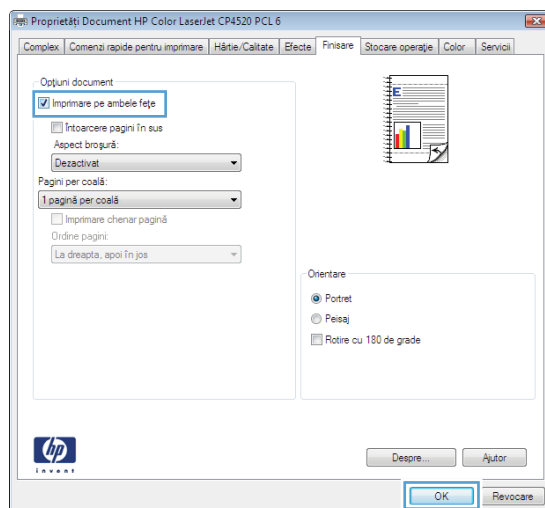 Proprietăți Document HP Color LaserJet CP4520 PCL 6
Complex Comenzi rapide pentru imprimare Hârtie/Calitate Efecte Finisare Stocare operație Color Servicii
Opțiuni document
Imprimare pe ambele fețe
Întoarcere pagini în sus
Aspect broșură:
Dezactivat
Pagini per coală:
1 pagină per coală
Imprimare chenar pagină
Ordine pagini:
La dreapta, apoi în jos
E
Orientare
Portret
Peisaj
Rotire cu 180 de grade
hp
invent
Despre... Ajutor
OK Revocare